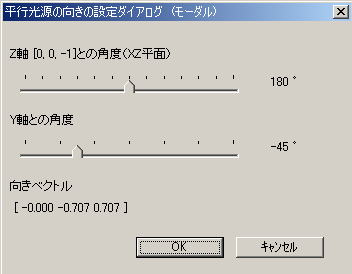 平行光源の向きの設定ダイアログ (モーダル)
Z軸 [0, 0, -1]との角度(XZ平面)
180 °
Y軸との角度
-45 °
向きベクトル
[ -0.000 -0.707 0.707 ]
OK
キャンセル